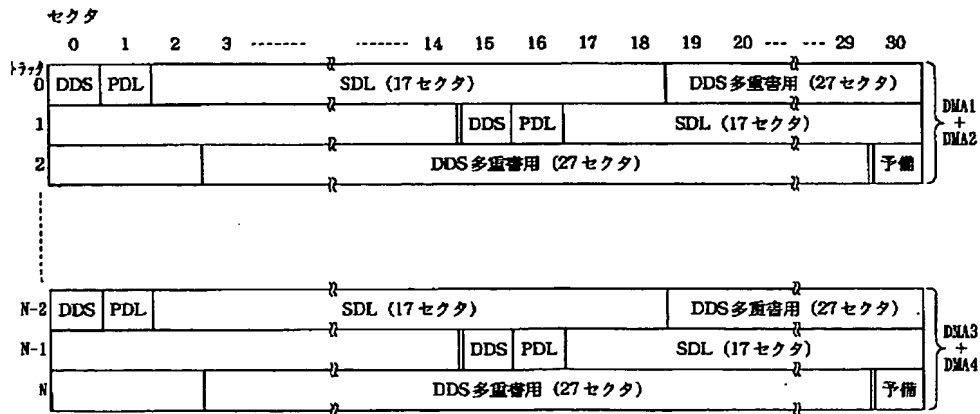 セクタ
0 1 2 3 -------- -------- 14 15 16 17 18 19 20 --- -- 29 30
トラック
0 DDS PDL SDL (17セクタ) DDS多重書用 (27セクタ)
1 DDS PDL SDL (17セクタ)
2 DDS多重書用 (27セクタ) 予備
DMA1
+
DMA2
N-2 DDS PDL SDL (17セクタ) DDS多重書用 (27セクタ)
N-1 DDS PDL SDL (17セクタ)
N DDS多重書用 (27セクタ) 予備
DMA3
+
DMA4